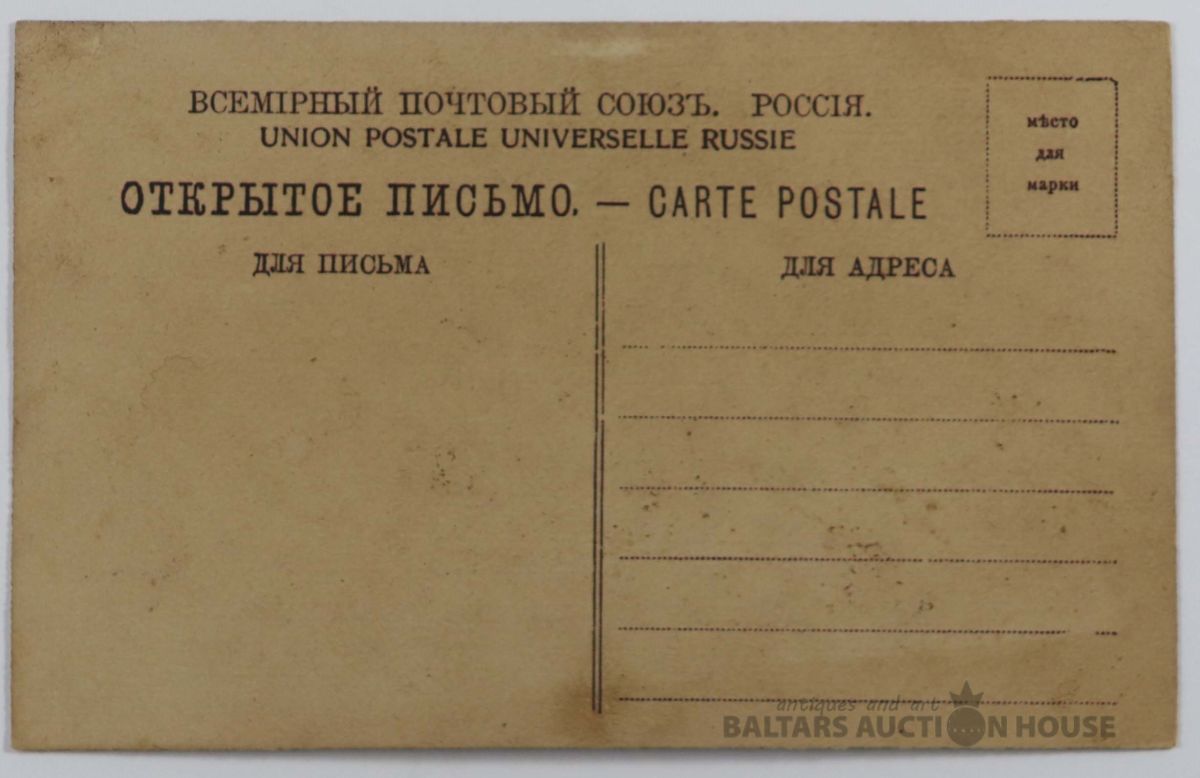 ВСЕМІРНЫЙ ПОЧТОВЫЙ СОЮЗЪ. РОССІЯ.
UNION POSTALE UNIVERSELLE RUSSIE
ОТКРЫТОЕ ПИСЬМО. — CARTE POSTALE
мѣсто
для
марки
ДЛЯ ПИСЬМА
ДЛЯ АДРЕСА
antiques and art
BALTARS AUCTION HOUSE